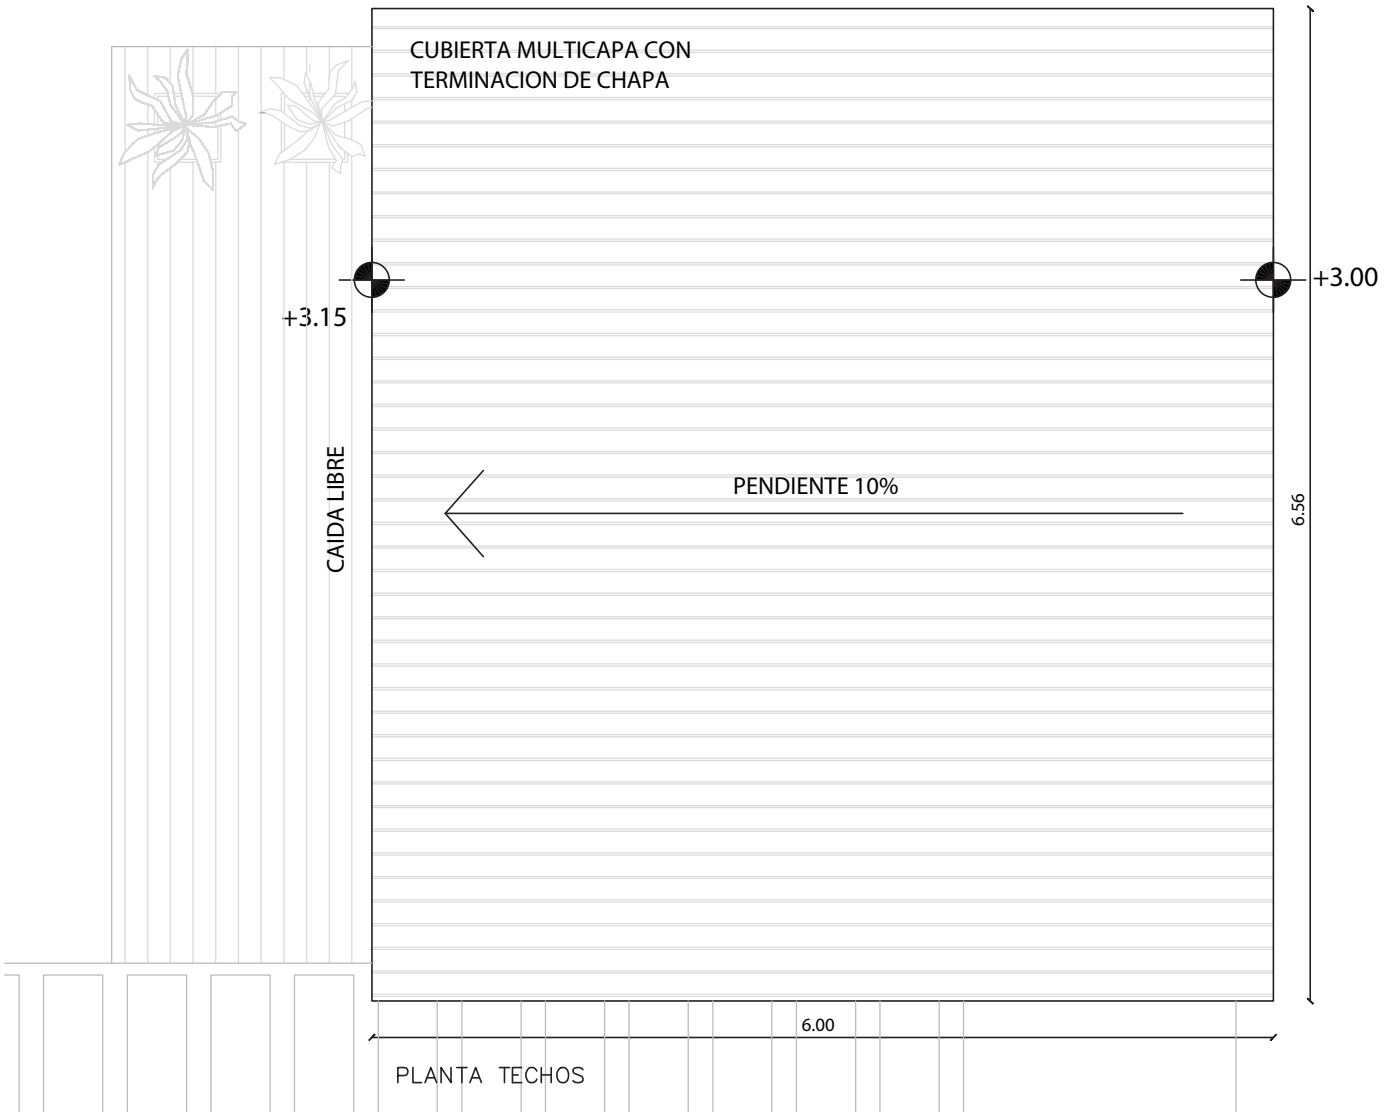 CUBIERTA MULTICAPA CON
TERMINACION DE CHAPA
+3.00
+3.15
CAIDA LIBRE
PENDIENTE 10%
6.56
6.00
PLANTA TECHOS